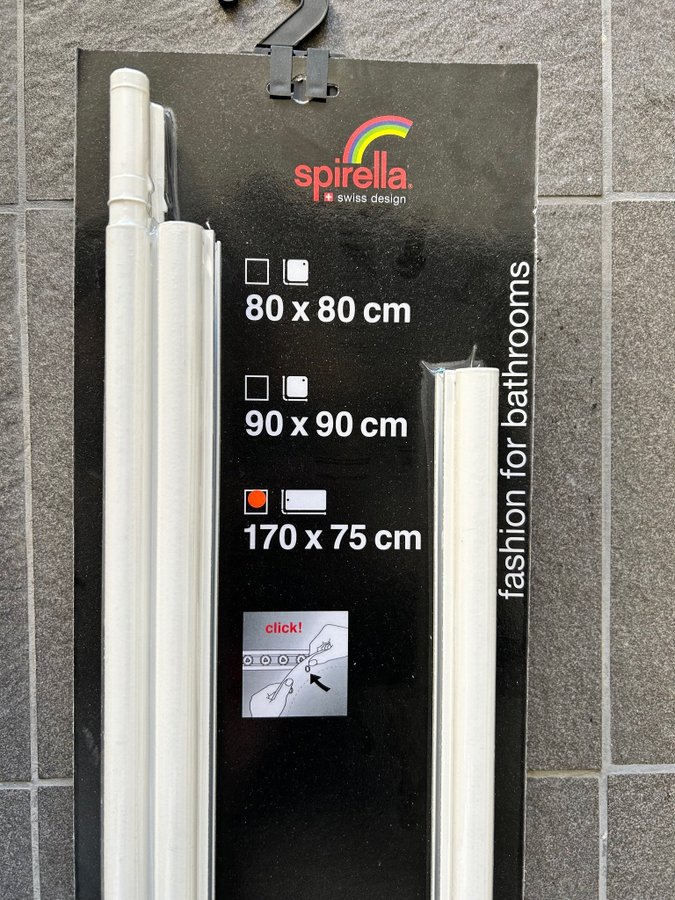 spirella®
swiss design
80 x 80 cm
90 x 90 cm
170 x 75 cm
click!
fashion for bathrooms